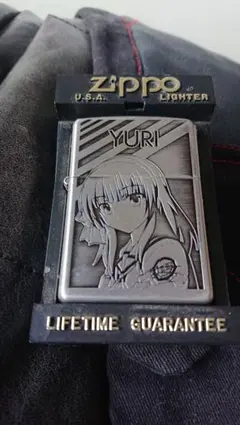 Zippo
U.S.A. LIGHTER
YURI
LIFETIME GUARANTEE